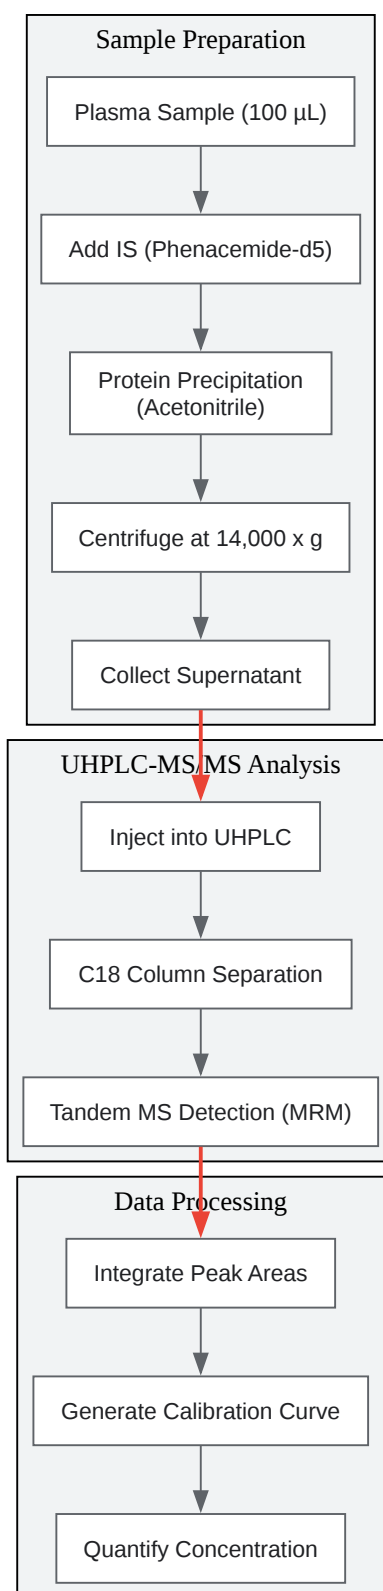 Sample Preparation
Plasma Sample (100 µL)
Add IS (Phenacemide-d5)
Protein Precipitation
(Acetonitrile)
Centrifuge at 14,000 x g
Collect Supernatant
UHPLC-MS/MS Analysis
Inject into UHPLC
C18 Column Separation
Tandem MS Detection (MRM)
Data Processing
Integrate Peak Areas
Generate Calibration Curve
Quantify Concentration